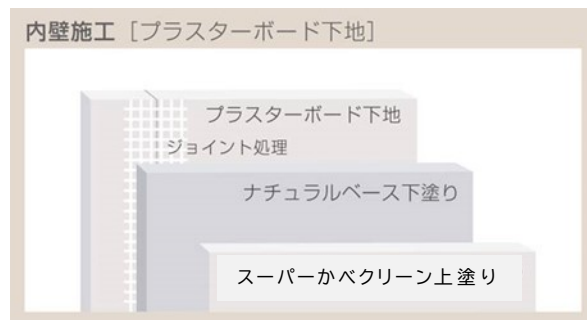 内壁施工［プラスターボード下地］
プラスターボード下地
ジョイント処理
ナチュラルベース下塗り
スーパーかべクリーン上塗り